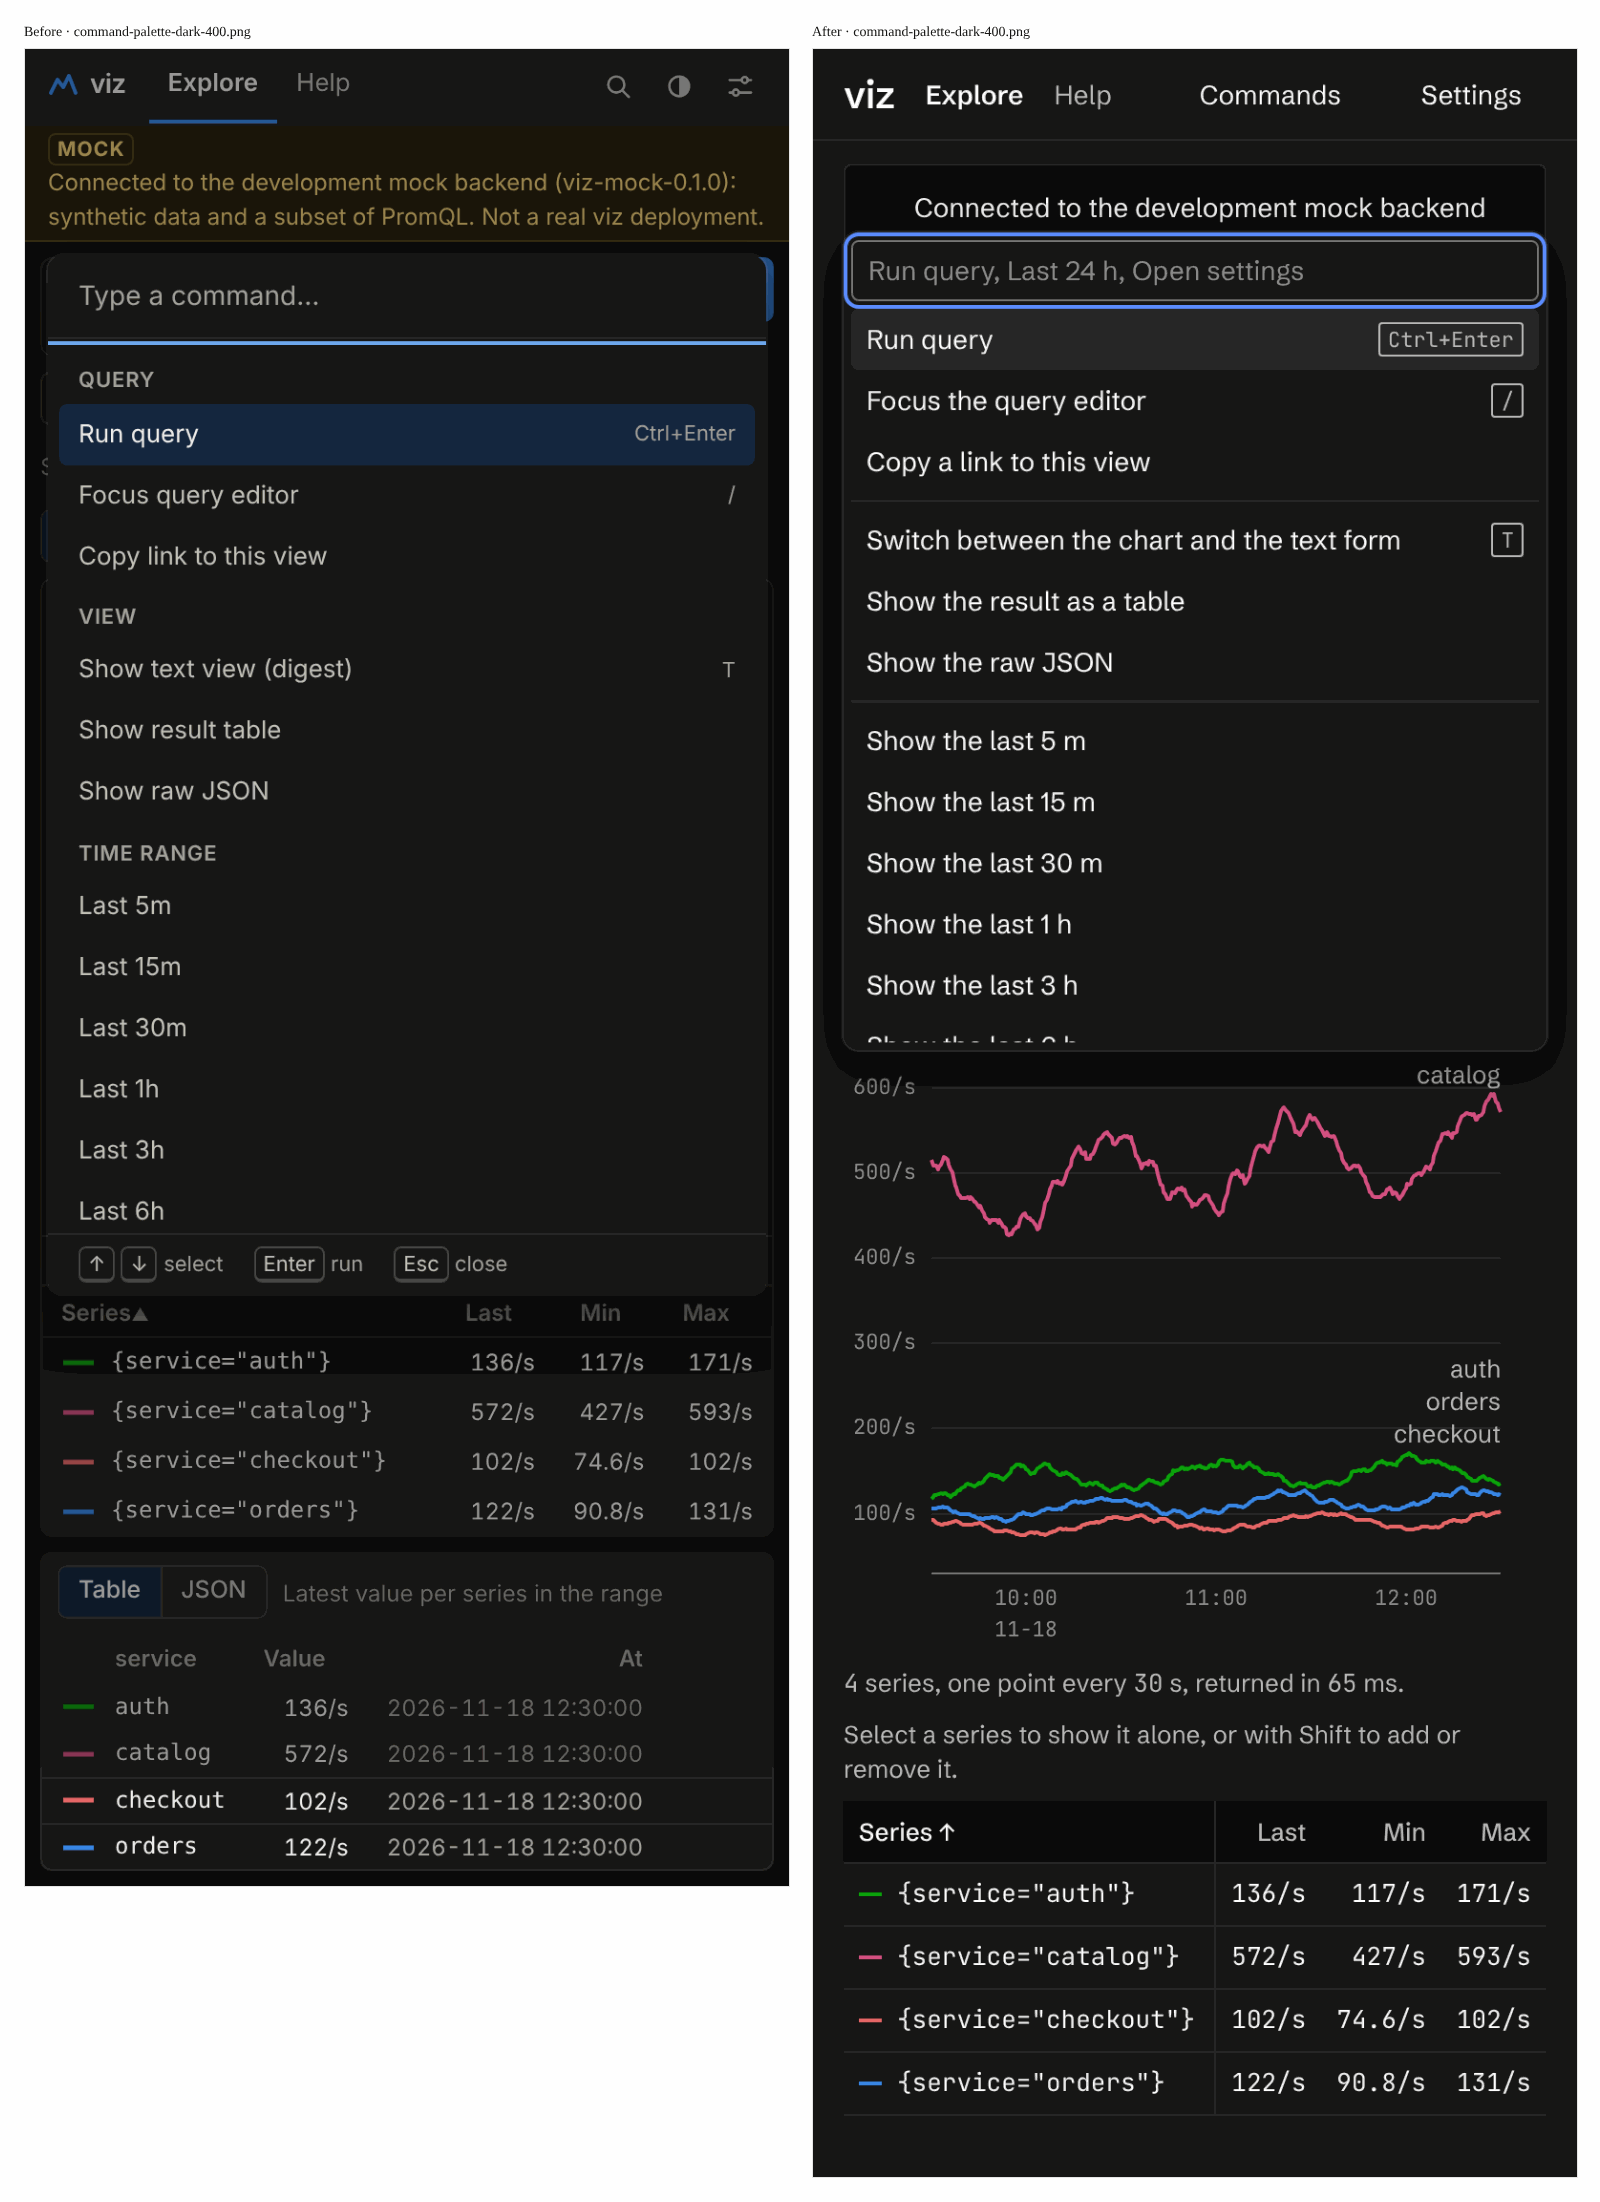 Before · command-palette-dark-400.png
viz Explore Help
MOCK
Connected to the development mock backend (viz-mock-0.1.0):
synthetic data and a subset of PromQL. Not a real viz deployment.
Type a command...
QUERY
Run query Ctrl+Enter
Focus query editor /
Copy link to this view
VIEW
Show text view (digest) T
Show result table
Show raw JSON
TIME RANGE
Last 5m
Last 15m
Last 30m
Last 1h
Last 3h
Last 6h
↑ ↓ select Enter run Esc close
Series▲ Last Min Max
{service="auth"} 136/s 117/s 171/s
{service="catalog"} 572/s 427/s 593/s
{service="checkout"} 102/s 74.6/s 102/s
{service="orders"} 122/s 90.8/s 131/s
Table JSON Latest value per series in the range
service Value At
auth 136/s 2026-11-18 12:30:00
catalog 572/s 2026-11-18 12:30:00
checkout 102/s 2026-11-18 12:30:00
orders 122/s 2026-11-18 12:30:00
After · command-palette-dark-400.png
viz Explore Help Commands Settings
Connected to the development mock backend
Run query, Last 24 h, Open settings
Run query Ctrl+Enter
Focus the query editor /
Copy a link to this view
Switch between the chart and the text form T
Show the result as a table
Show the raw JSON
Show the last 5 m
Show the last 15 m
Show the last 30 m
Show the last 1 h
Show the last 3 h
Show the last 6 h
catalog
600/s
500/s
400/s
300/s
auth
orders
200/s
checkout
100/s
10:00 11:00 12:00
11-18
4 series, one point every 30 s, returned in 65 ms.
Select a series to show it alone, or with Shift to add or
remove it.
Series ↑ Last Min Max
{service="auth"} 136/s 117/s 171/s
{service="catalog"} 572/s 427/s 593/s
{service="checkout"} 102/s 74.6/s 102/s
{service="orders"} 122/s 90.8/s 131/s